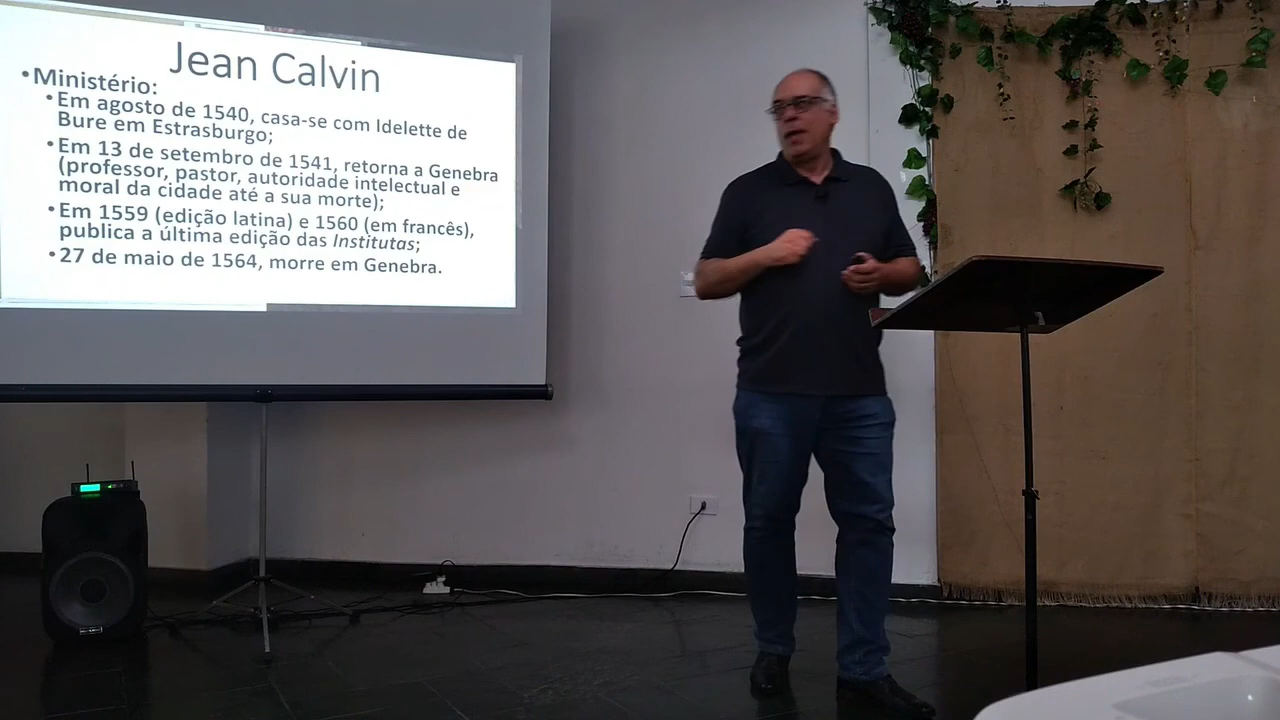 Jean Calvin
•Ministério:
•Em agosto de 1540, casa-se com Idelette de
Bure em Estrasburgo;
•Em 13 de setembro de 1541, retorna a Genebra
(professor, pastor, autoridade intelectual e
moral da cidade até a sua morte);
•Em 1559 (edição latina) e 1560 (em francês),
publica a última edição das Institutas;
•27 de maio de 1564, morre em Genebra.